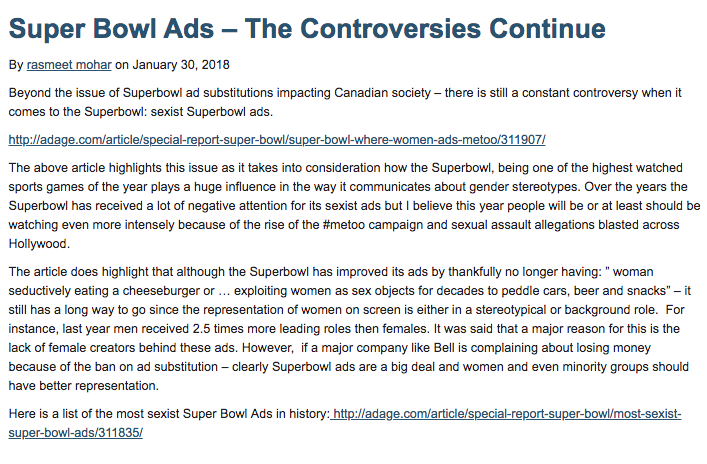 Super Bowl Ads – The Controversies Continue
By rasmeet mohar on January 30, 2018
Beyond the issue of Superbowl ad substitutions impacting Canadian society – there is still a constant controversy when it
comes to the Superbowl: sexist Superbowl ads.
http://adage.com/article/special-report-super-bowl/super-bowl-where-women-ads-metoo/311907/
The above article highlights this issue as it takes into consideration how the Superbowl, being one of the highest watched
sports games of the year plays a huge influence in the way it communicates about gender stereotypes. Over the years the
Superbowl has received a lot of negative attention for its sexist ads but I believe this year people will be or at least should be
watching even more intensely because of the rise of the #metoo campaign and sexual assault allegations blasted across
Hollywood.
The article does highlight that although the Superbowl has improved its ads by thankfully no longer having: ” woman
seductively eating a cheeseburger or … exploiting women as sex objects for decades to peddle cars, beer and snacks” – it
still has a long way to go since the representation of women on screen is either in a stereotypical or background role.  For
instance, last year men received 2.5 times more leading roles then females. It was said that a major reason for this is the
lack of female creators behind these ads. However,  if a major company like Bell is complaining about losing money
because of the ban on ad substitution – clearly Superbowl ads are a big deal and women and even minority groups should
have better representation.
Here is a list of the most sexist Super Bowl Ads in history: http://adage.com/article/special-report-super-bowl/most-sexist-
super-bowl-ads/311835/